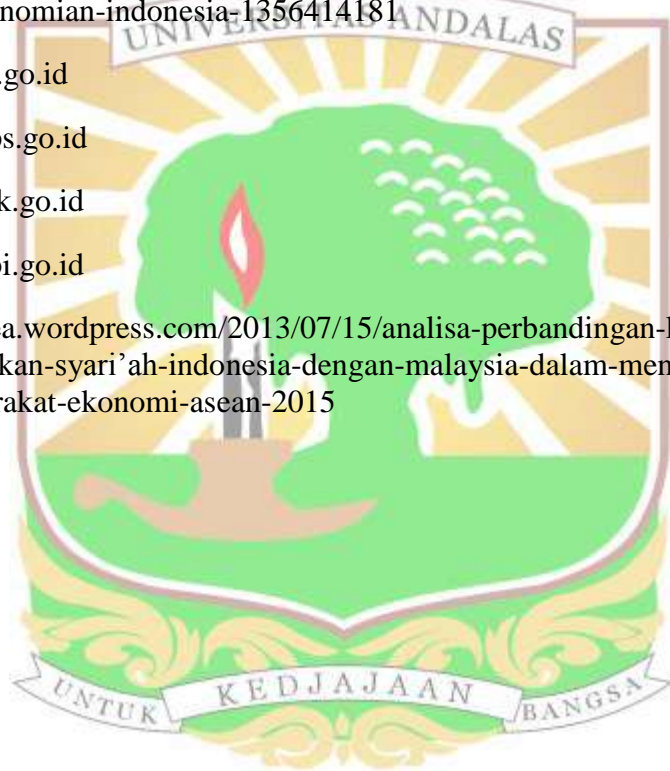 nomian-indonesia-1356414181
UNIVERSITAS ANDALAS
.go.id
s.go.id
k.go.id
i.go.id
a.wordpress.com/2013/07/15/analisa-perbandingan-
kan-syari’ah-indonesia-dengan-malaysia-dalam-men
rakat-ekonomi-asean-2015
UNTUK KEDJAJAAN BANGSA